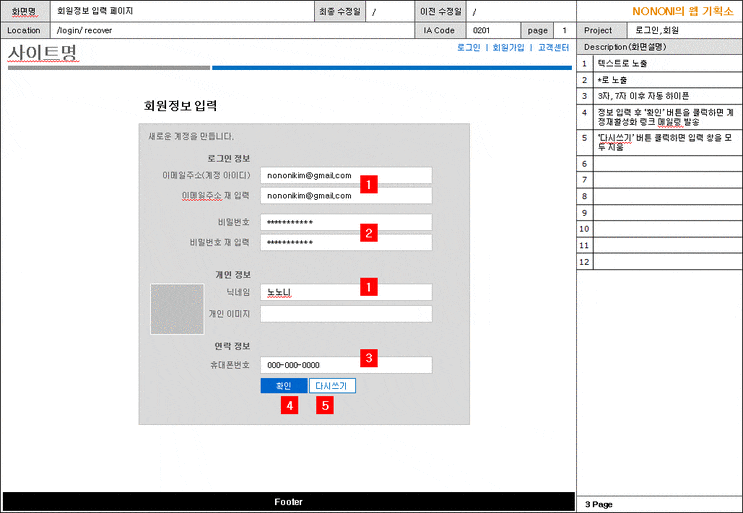 화면명 회원정보 입력 페이지 최종 수정일 / 이전 수정일 / NONONI의 웹 기획소
Location /login/ recover IA Code 0201 page 1 Project 로그인,회원
사이트명
로그인 | 회원가입 | 고객센터
회원정보 입력
새로운 계정을 만듭니다.
로그인 정보
이메일주소(계정 아이디) nononikim@gmail.com
1
이메일주소 재 입력 nononikim@gmail.com
비밀번호 ***********
2
비밀번호 재 입력 ***********
개인 정보
닉네임 노노니 1
개인 이미지
연락 정보
3
휴대폰번호 000-000-0000
확인 다시쓰기
4 5
Footer
Description (화면설명)
1 텍스트로 노출
2 *로 노출
3 3자, 7자 이후 자동 하이픈
4 정보 입력 후 '확인' 버튼을 클릭하면 계
정재활성화 링크 메일링 발송
5 '다시쓰기' 버튼 클릭하면 입력 창을 모
두 지움
6
7
8
9
10
11
12
3 Page